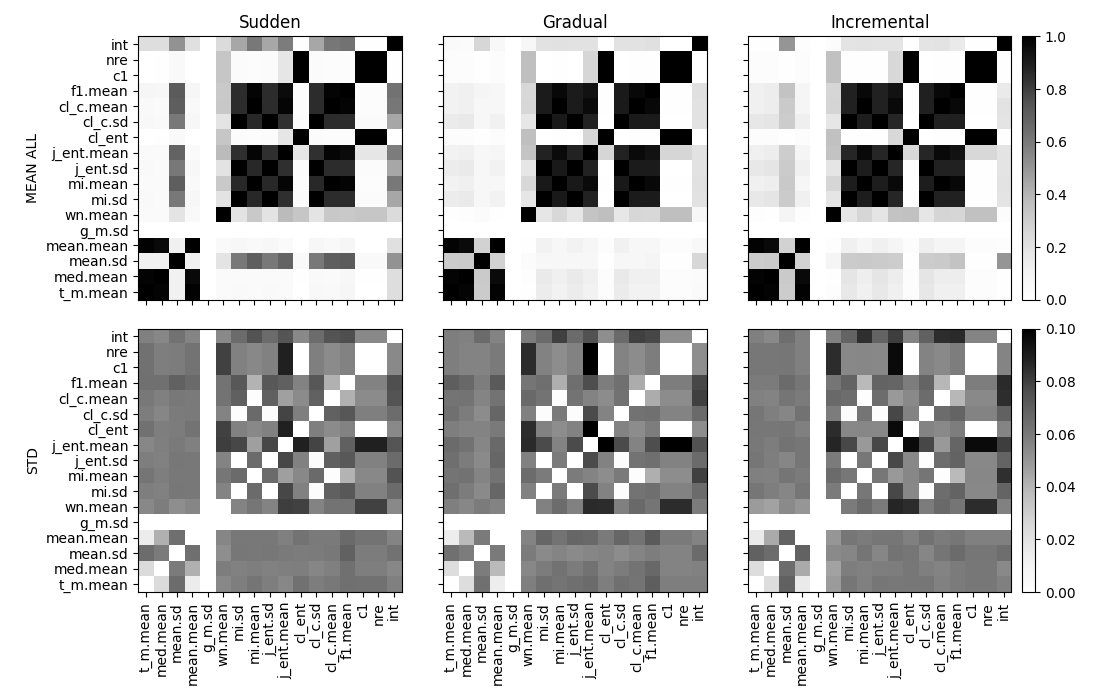 Sudden Gradual Incremental
MEAN ALL
int
nre
c1
f1.mean
cl_c.mean
cl_c.sd
cl_ent
j_ent.mean
j_ent.sd
mi.mean
mi.sd
wn.mean
g_m.sd
mean.mean
mean.sd
med.mean
t_m.mean
1.0
0.8
0.6
0.4
0.2
0.0
STD
int
nre
c1
f1.mean
cl_c.mean
cl_c.sd
cl_ent
j_ent.mean
j_ent.sd
mi.mean
mi.sd
wn.mean
g_m.sd
mean.mean
mean.sd
med.mean
t_m.mean
0.10
0.08
0.06
0.04
0.02
0.00
t_m.mean
med.mean
mean.sd
mean.mean
g_m.sd
wn.mean
mi.sd
mi.mean
j_ent.sd
j_ent.mean
cl_ent
cl_c.sd
cl_c.mean
f1.mean
c1
nre
int
t_m.mean
med.mean
mean.sd
mean.mean
g_m.sd
wn.mean
mi.sd
mi.mean
j_ent.sd
j_ent.mean
cl_ent
cl_c.sd
cl_c.mean
f1.mean
c1
nre
int
t_m.mean
med.mean
mean.sd
mean.mean
g_m.sd
wn.mean
mi.sd
mi.mean
j_ent.sd
j_ent.mean
cl_ent
cl_c.sd
cl_c.mean
f1.mean
c1
nre
int